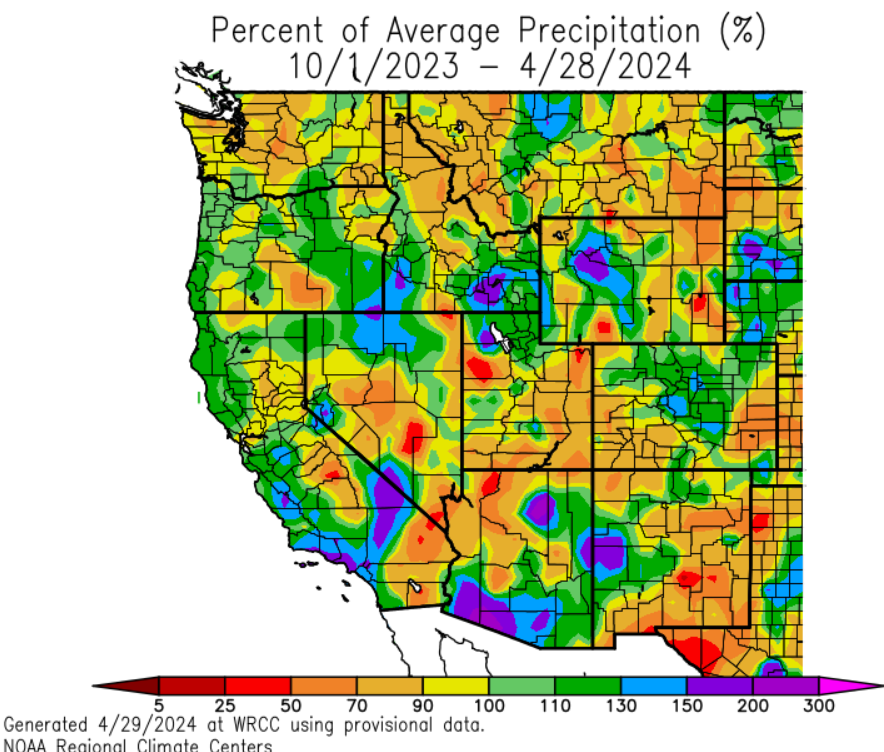 Percent of Average Precipitation (%)
10/1/2023 – 4/28/2024
5 25 50 70 90 100 110 130 150 200 300
Generated 4/29/2024 at WRCC using provisional data.
NOAA Regional Climate Centers